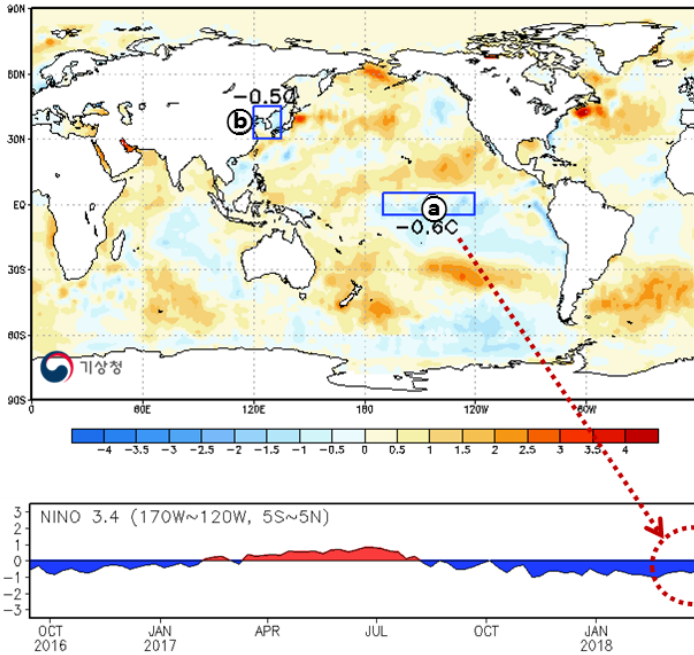 90N
60N
30N
EQ
30S
60S
90S
-0.5C
ⓑ
ⓐ
-0.6C
기상청
0 60E 120E 180 120W 60W
-4 -3.5 -3 -2.5 -2 -1.5 -1 -0.5 0 0.5 1 1.5 2 2.5 3 3.5 4
NINO 3.4 (170W~120W, 5S~5N)
3
2
1
0
-1
-2
-3
OCT JAN APR JUL OCT JAN
2016 2017 2018